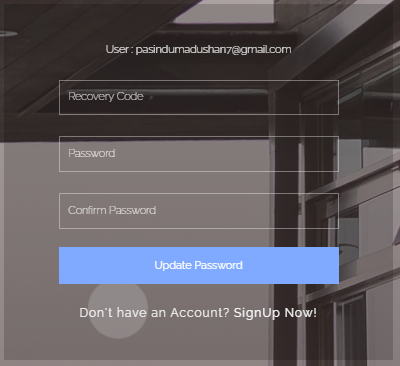 User : pasindumadushan7@gmail.com
Recovery Code
Password
Confirm Password
Update Password
Don't have an Account? SignUp Now!